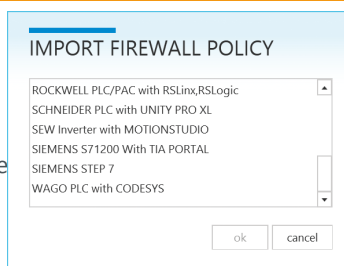 IMPORT FIREWALL POLICY
ROCKWELL PLC/PAC with RSLinx,RSLogic
SCHNEIDER PLC with UNITY PRO XL
SEW Inverter with MOTIONSTUDIO
SIEMENS S71200 With TIA PORTAL
SIEMENS STEP 7
WAGO PLC with CODESYS
ok cancel